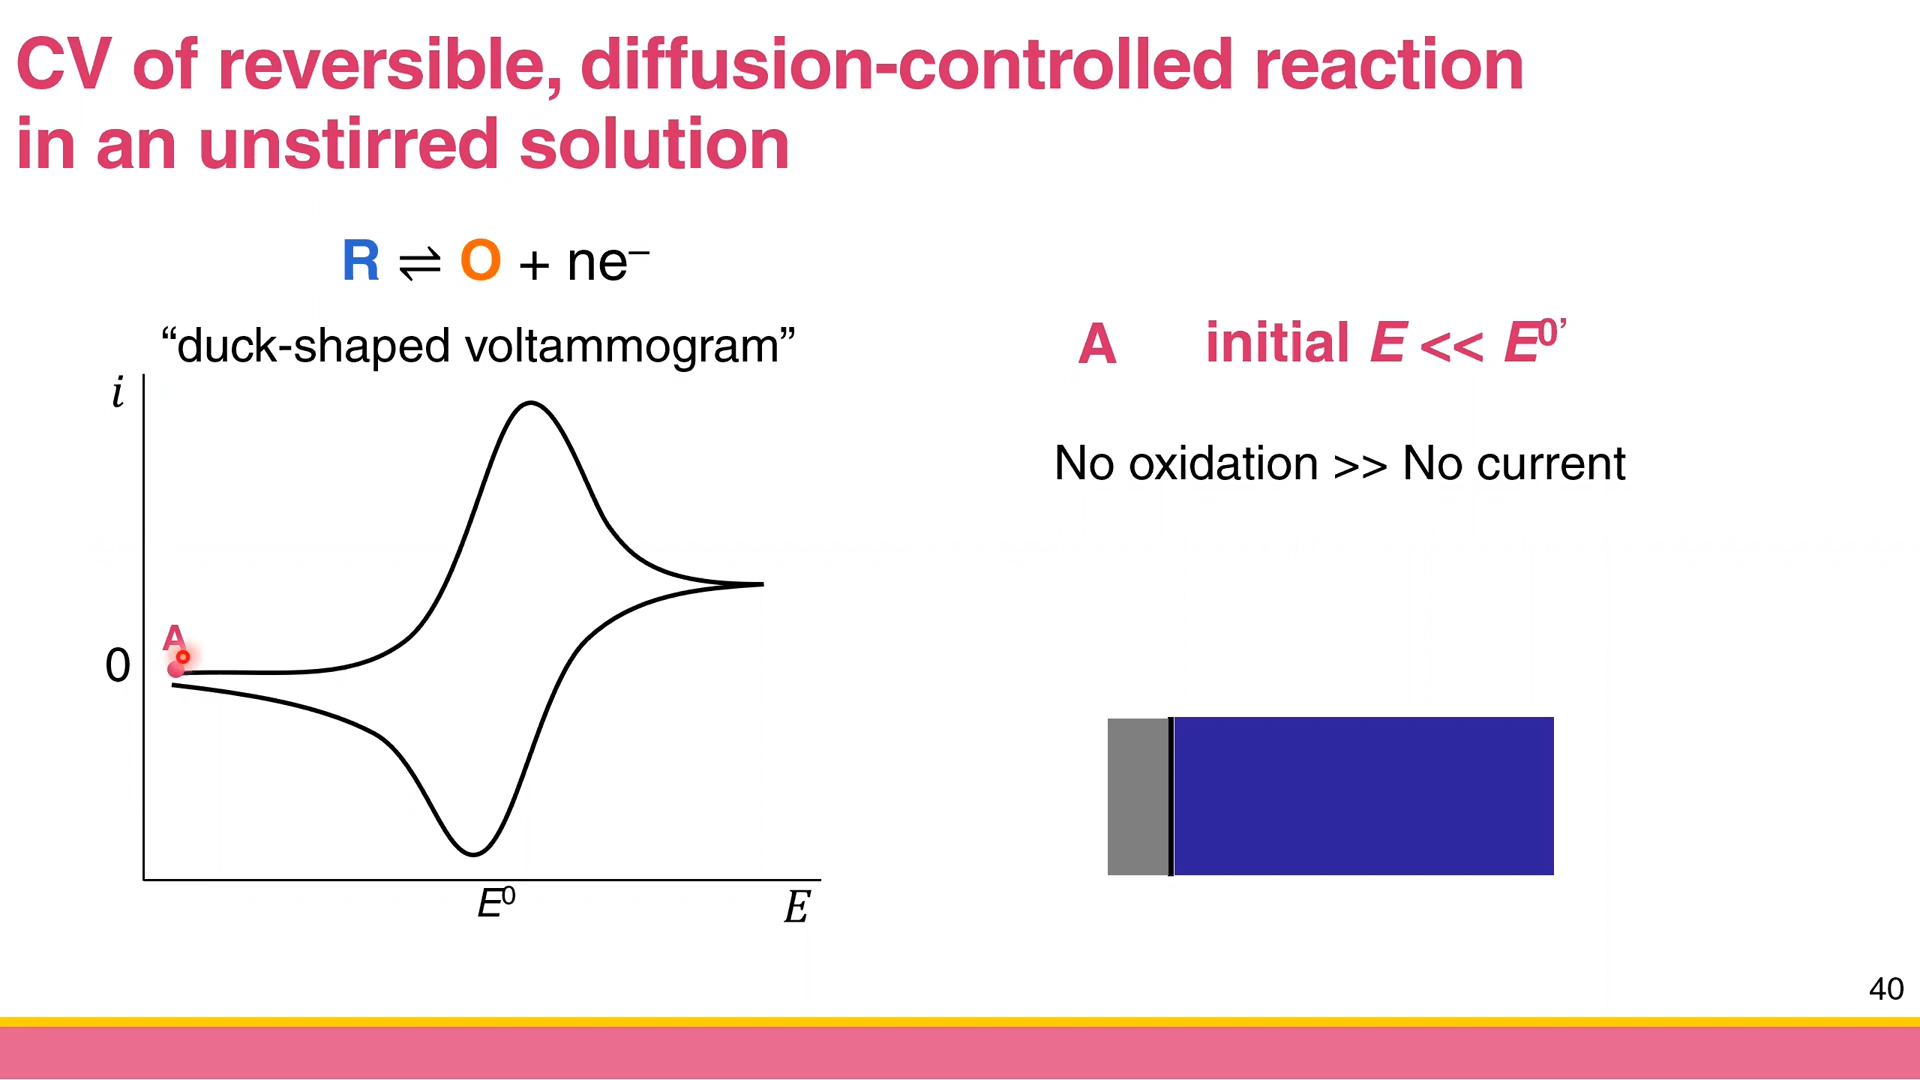 CV of reversible, diffusion-controlled reaction
in an unstirred solution
R ⇌ O + ne⁻
“duck-shaped voltammogram”
i
A
0
E⁰
E
A initial E << E⁰’
No oxidation >> No current
40